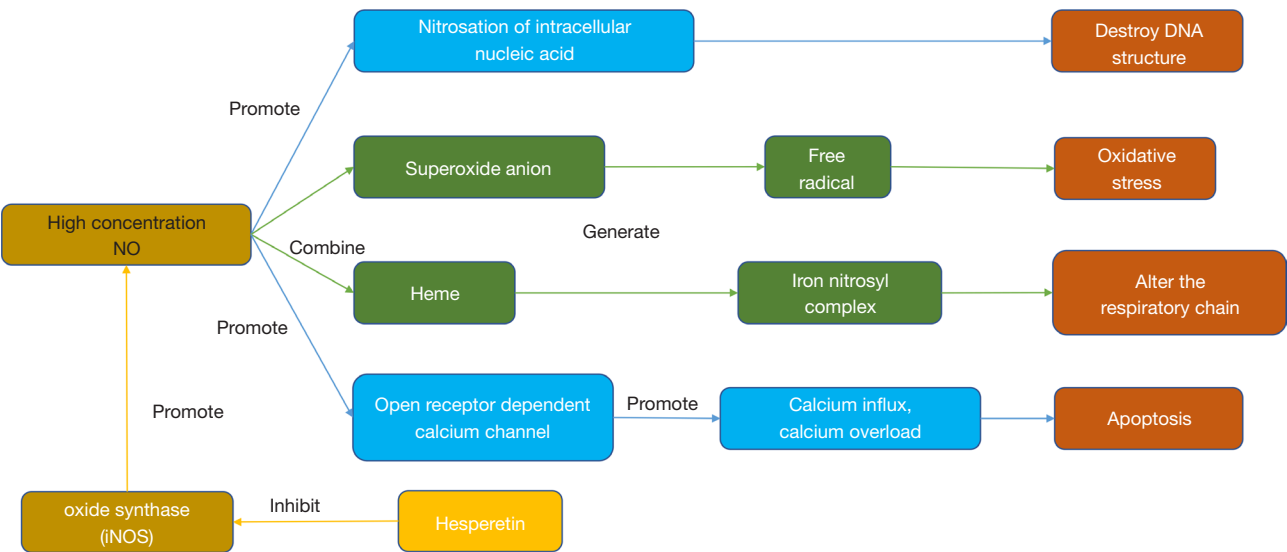 Nitrosation of intracellular
nucleic acid
Destroy DNA
structure
Promote
Superoxide anion
Free
radical
Oxidative
stress
High concentration
NO
Combine
Generate
Heme
Iron nitrosyl
complex
Alter the
respiratory chain
Promote
Open receptor dependent
calcium channel
Promote
Calcium influx,
calcium overload
Apoptosis
Promote
oxide synthase
(iNOS)
Inhibit
Hesperetin